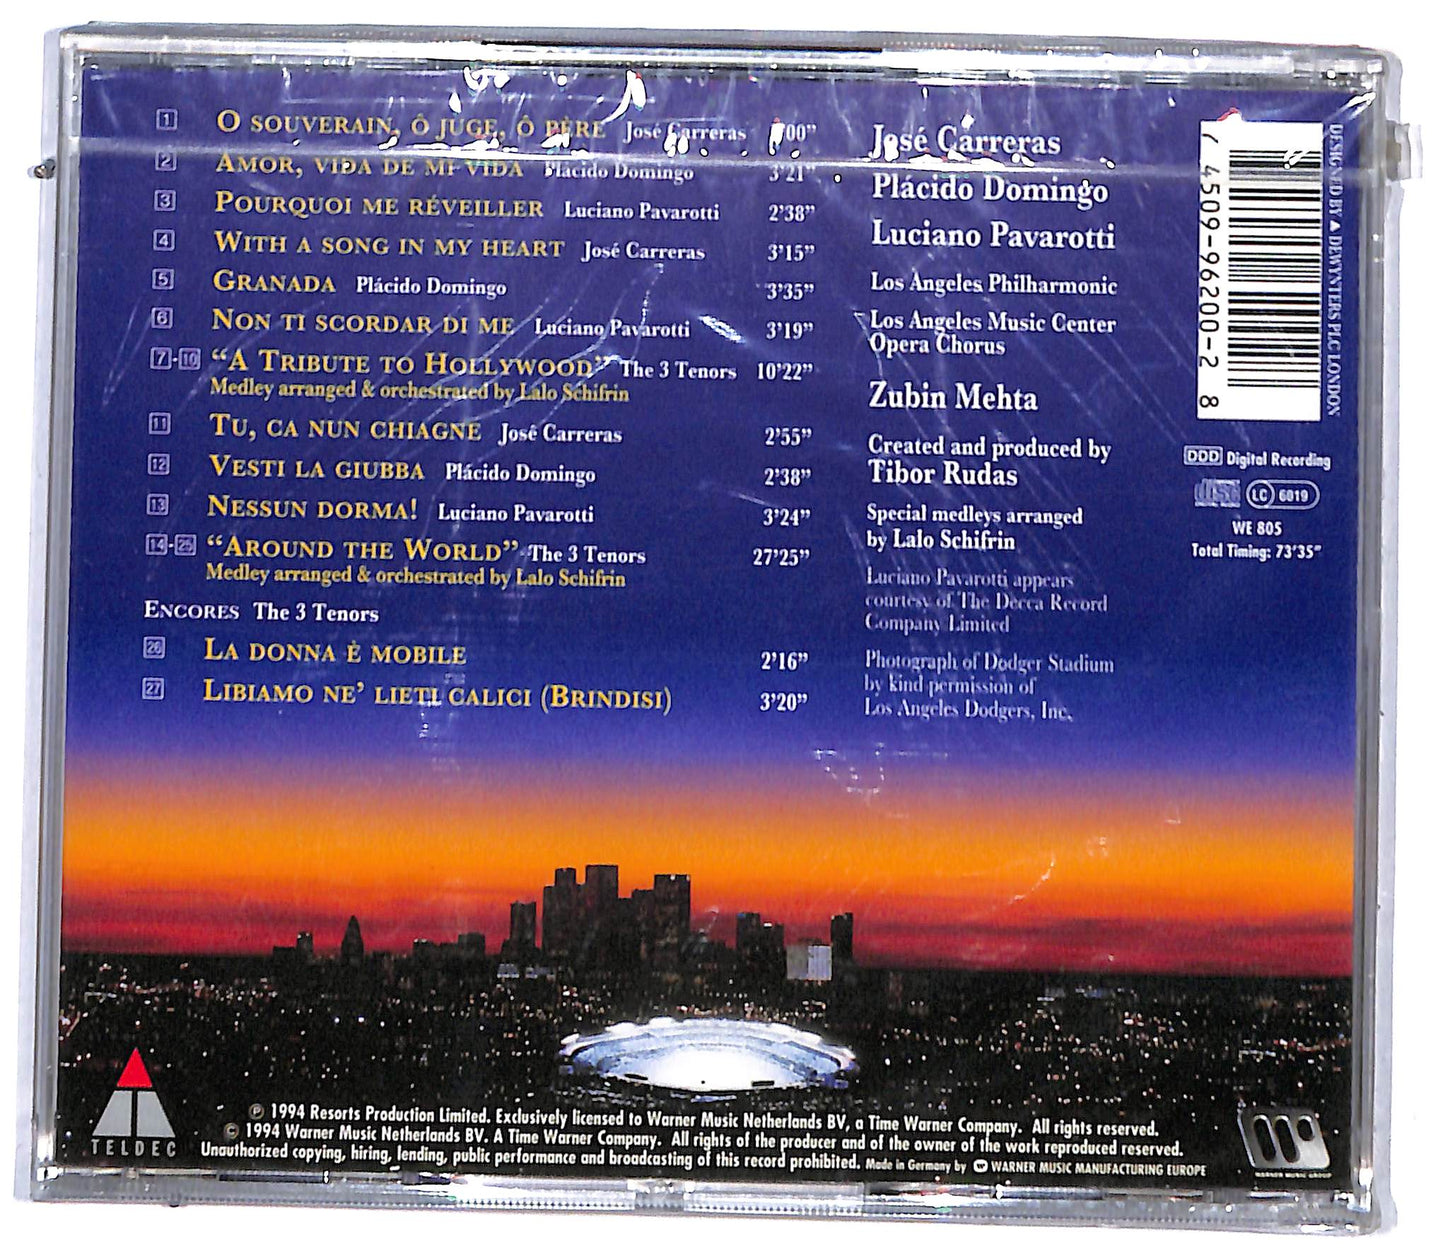 1 O SOUVERAIN, Ô JUGE, Ô PÈRE José Carreras 00”
2 AMOR, VIDA DE MI VIDA Plácido Domingo 3’21”
3 POURQUOI ME RÉVEILLER Luciano Pavarotti 2’38”
4 WITH A SONG IN MY HEART José Carreras 3’15”
5 GRANADA Plácido Domingo 3’35”
6 NON TI SCORDAR DI ME Luciano Pavarotti 3’19”
7-10 “A TRIBUTE TO HOLLYWOOD” The 3 Tenors 10’22”
Medley arranged & orchestrated by Lalo Schifrin
11 TU, CA NUN CHIAGNE José Carreras 2’55”
12 VESTI LA GIUBBA Plácido Domingo 2’38”
13 NESSUN DORMA! Luciano Pavarotti 3’24”
14-25 “AROUND THE WORLD” The 3 Tenors 27’25”
Medley arranged & orchestrated by Lalo Schifrin
ENCORES The 3 Tenors
26 LA DONNA È MOBILE 2’16”
27 LIBIAMO NE’ LIETI CALICI (BRINDISI) 3’20”
José Carreras
Plácido Domingo
Luciano Pavarotti
Los Angeles Philharmonic
Los Angeles Music Center
Opera Chorus
Zubin Mehta
Created and produced by
Tibor Rudas
Special medleys arranged
by Lalo Schifrin
Luciano Pavarotti appears
courtesy of The Decca Record
Company Limited
Photograph of Dodger Stadium
by kind permission of
Los Angeles Dodgers, Inc.
7 4509-96200-2 8
DESIGNED BY ▲ DEWYNTERS PLC LONDON
DDD Digital Recording
disc LC 6019
WE 805
Total Timing: 73’35”
TELDEC
℗ 1994 Resorts Production Limited. Exclusively licensed to Warner Music Netherlands BV, a Time Warner Company. All rights reserved.
© 1994 Warner Music Netherlands BV. A Time Warner Company. All rights of the producer and of the owner of the work reproduced reserved.
Unauthorized copying, hiring, lending, public performance and broadcasting of this record prohibited. Made in Germany by WARNER MUSIC MANUFACTURING EUROPE
WARNER MUSIC GROUP